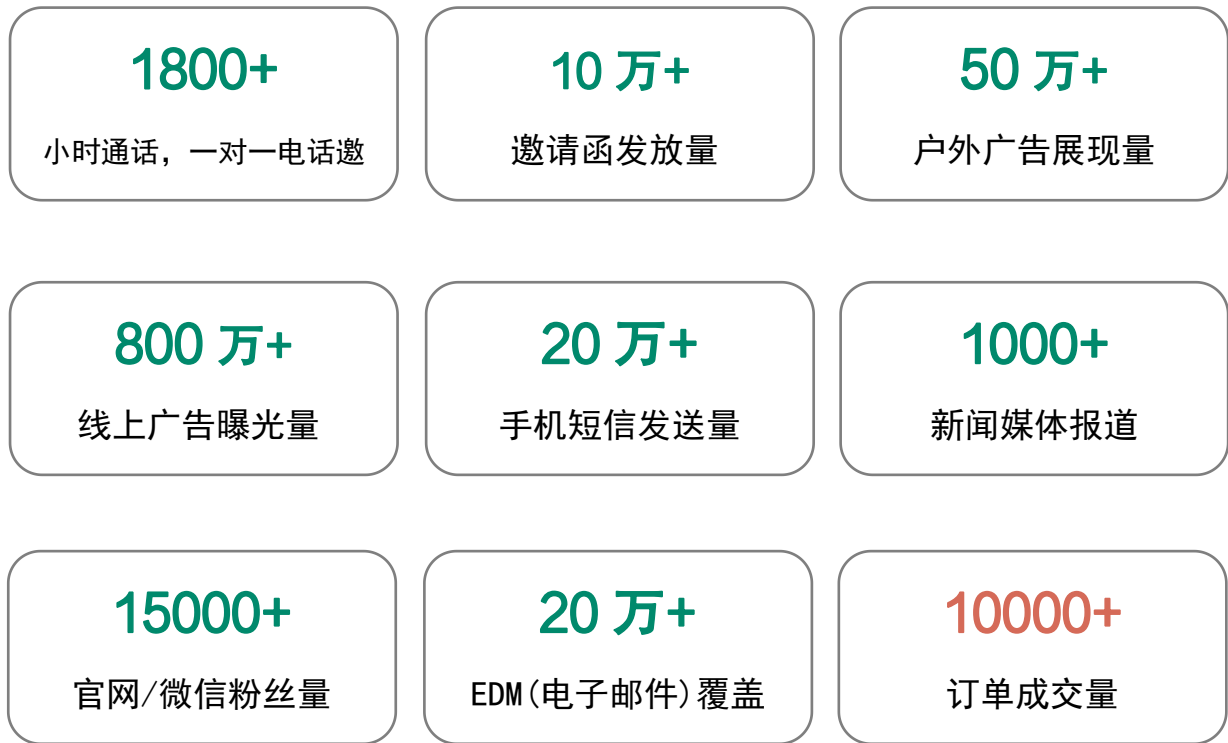 1800+
小时通话，一对一电话邀
10 万+
邀请函发放量
50 万+
户外广告展现量
800 万+
线上广告曝光量
20 万+
手机短信发送量
1000+
新闻媒体报道
15000+
官网/微信粉丝量
20 万+
EDM(电子邮件)覆盖
10000+
订单成交量